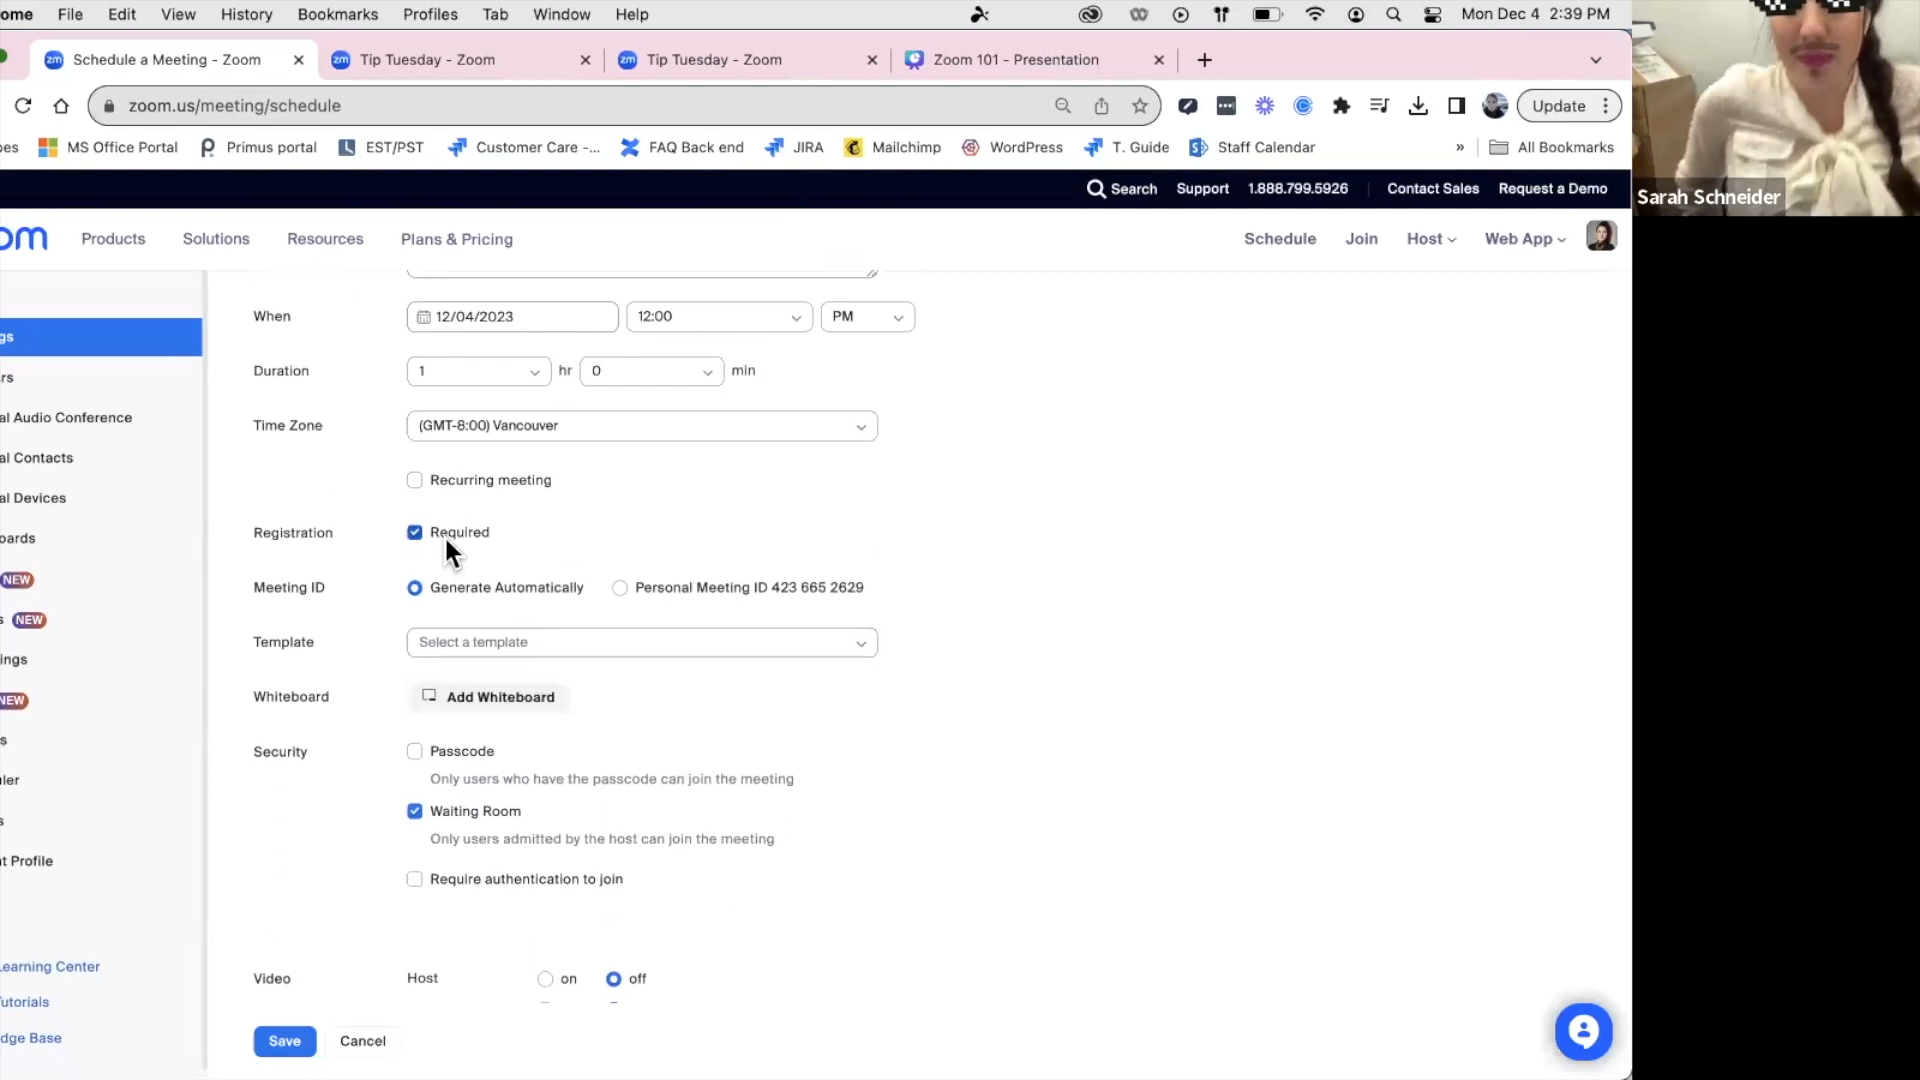 ome File Edit View History Bookmarks Profiles Tab Window Help Mon Dec 4 2:39 PM
zm Schedule a Meeting - Zoom zm Tip Tuesday - Zoom zm Tip Tuesday - Zoom Zoom 101 - Presentation
zoom.us/meeting/schedule Update
es MS Office Portal Primus portal EST/PST Customer Care -... FAQ Back end JIRA Mailchimp WordPress T. Guide Staff Calendar » All Bookmarks
Sarah Schneider
Search Support 1.888.799.5926 Contact Sales Request a Demo
om Products Solutions Resources Plans & Pricing Schedule Join Host Web App
When 12/04/2023 12:00 PM
gs
Duration 1 hr 0 min
rs
al Audio Conference
Time Zone (GMT-8:00) Vancouver
al Contacts
Recurring meeting
al Devices
Registration Required
oards
NEW
Meeting ID Generate Automatically Personal Meeting ID 423 665 2629
s NEW
Template Select a template
ings
NEW
Whiteboard Add Whiteboard
s
Security Passcode
Only users who have the passcode can join the meeting
ler
Waiting Room
s
Only users admitted by the host can join the meeting
t Profile
Require authentication to join
Learning Center
Video Host on off
utorials
dge Base
Save Cancel